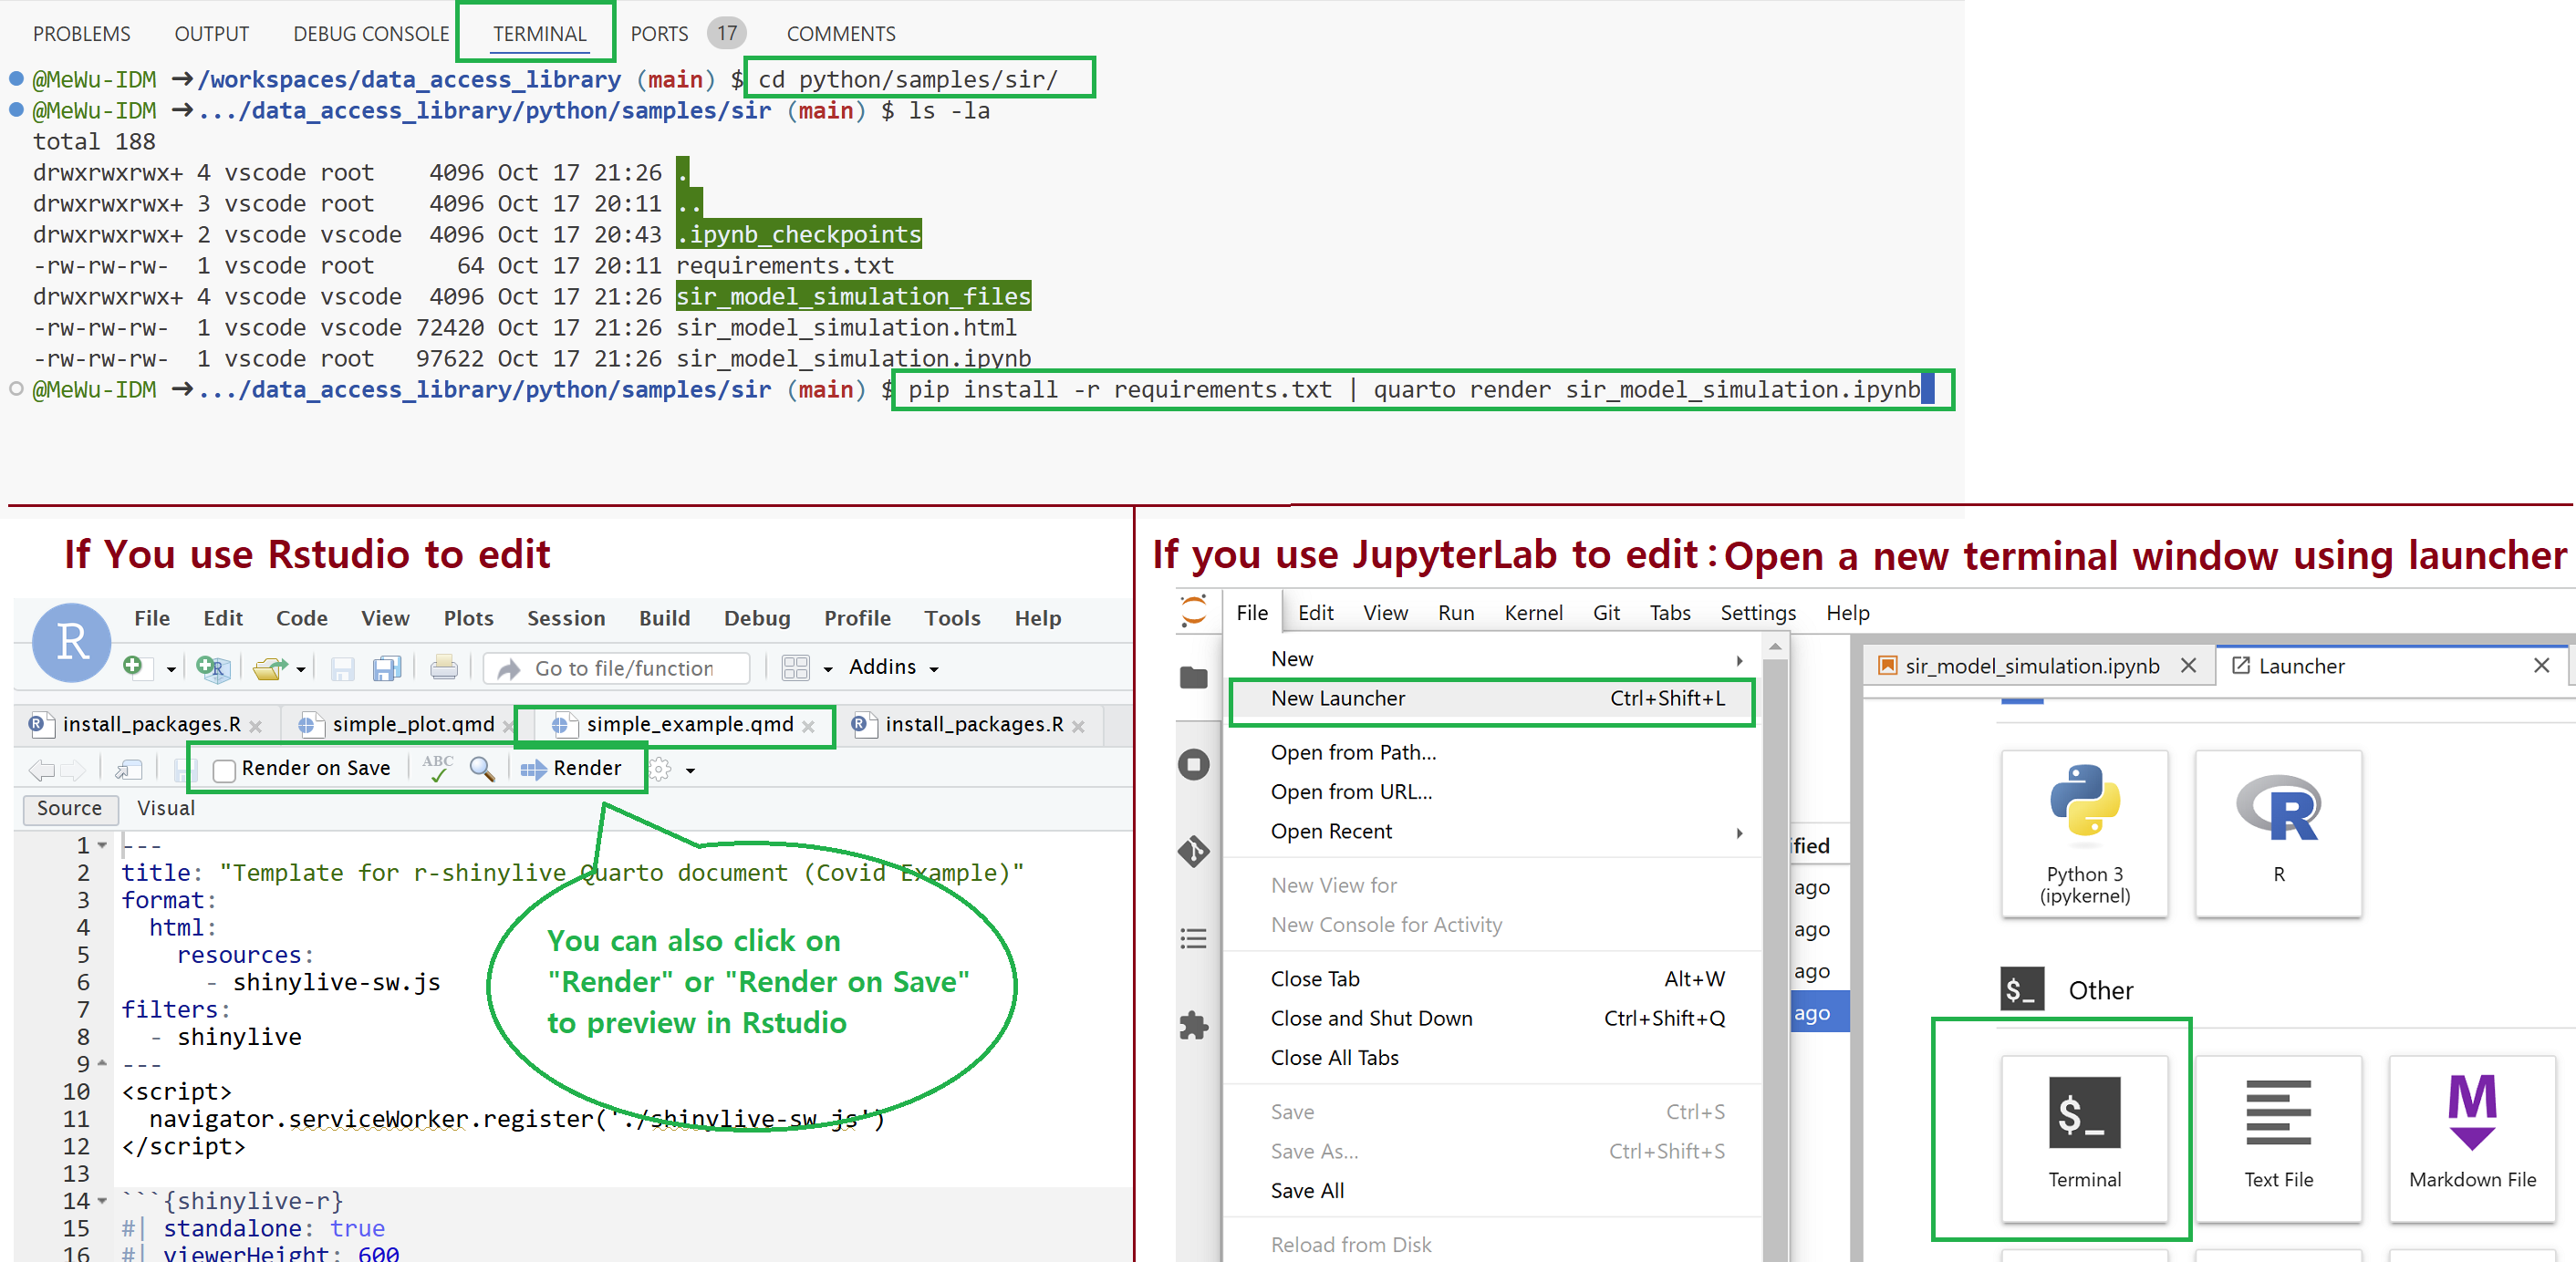 PROBLEMS OUTPUT DEBUG CONSOLE TERMINAL PORTS 17 COMMENTS
@MeWu-IDM ➜/workspaces/data_access_library (main) $ cd python/samples/sir/
@MeWu-IDM ➜.../data_access_library/python/samples/sir (main) $ ls -la
total 188
drwxrwxrwx+ 4 vscode root 4096 Oct 17 21:26 .
drwxrwxrwx+ 3 vscode root 4096 Oct 17 20:11 ..
drwxrwxrwx+ 2 vscode vscode 4096 Oct 17 20:43 .ipynb_checkpoints
-rw-rw-rw- 1 vscode root 64 Oct 17 20:11 requirements.txt
drwxrwxrwx+ 4 vscode vscode 4096 Oct 17 21:26 sir_model_simulation_files
-rw-rw-rw- 1 vscode vscode 72420 Oct 17 21:26 sir_model_simulation.html
-rw-rw-rw- 1 vscode root 97622 Oct 17 21:26 sir_model_simulation.ipynb
@MeWu-IDM ➜.../data_access_library/python/samples/sir (main) $ pip install -r requirements.txt | quarto render sir_model_simulation.ipynb
If You use Rstudio to edit
R File Edit Code View Plots Session Build Debug Profile Tools Help
Go to file/function Addins
install_packages.R simple_plot.qmd simple_example.qmd install_packages.R
Render on Save ABC Render
Source Visual
1 ---
2 title: "Template for r-shinylive Quarto document (Covid Example)"
3 format:
4 html:
5 resources:
6 - shinylive-sw.js
7 filters:
8 - shinylive
9 ---
10 <script>
11 navigator.serviceWorker.register('./shinylive-sw.js')
12 </script>
13
14 ```{shinylive-r}
15 #| standalone: true
16 #| viewerHeight: 600
You can also click on
"Render" or "Render on Save"
to preview in Rstudio
If you use JupyterLab to edit: Open a new terminal window using launcher
File Edit View Run Kernel Git Tabs Settings Help
New
New Launcher Ctrl+Shift+L
Open from Path...
Open from URL...
Open Recent
New View for
New Console for Activity
Close Tab Alt+W
Close and Shut Down Ctrl+Shift+Q
Close All Tabs
Save Ctrl+S
Save As... Ctrl+Shift+S
Save All
Reload from Disk
ified
ago
ago
ago
ago
sir_model_simulation.ipynb Launcher
Python 3
(ipykernel)
R
$_ Other
$_
Terminal
Text File
M
Markdown File